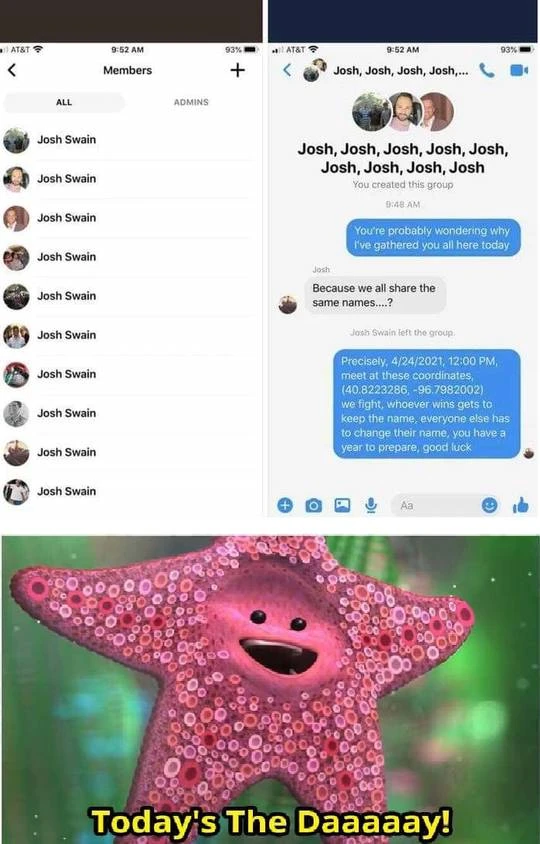 AT&T 9:52 AM 93%
Members
ALL ADMINS
Josh Swain
Josh Swain
Josh Swain
Josh Swain
Josh Swain
Josh Swain
Josh Swain
Josh Swain
Josh Swain
Josh Swain
AT&T 9:52 AM 93%
Josh, Josh, Josh, Josh,...
Josh, Josh, Josh, Josh, Josh,
Josh, Josh, Josh, Josh
You created this group
9:48 AM
You're probably wondering why
I've gathered you all here today
Josh
Because we all share the
same names....?
Josh Swain left the group.
Precisely, 4/24/2021, 12:00 PM,
meet at these coordinates,
(40.8223286, -96.7982002)
we fight, whoever wins gets to
keep the name, everyone else has
to change their name, you have a
year to prepare, good luck
Aa
Today's The Daaaaay!